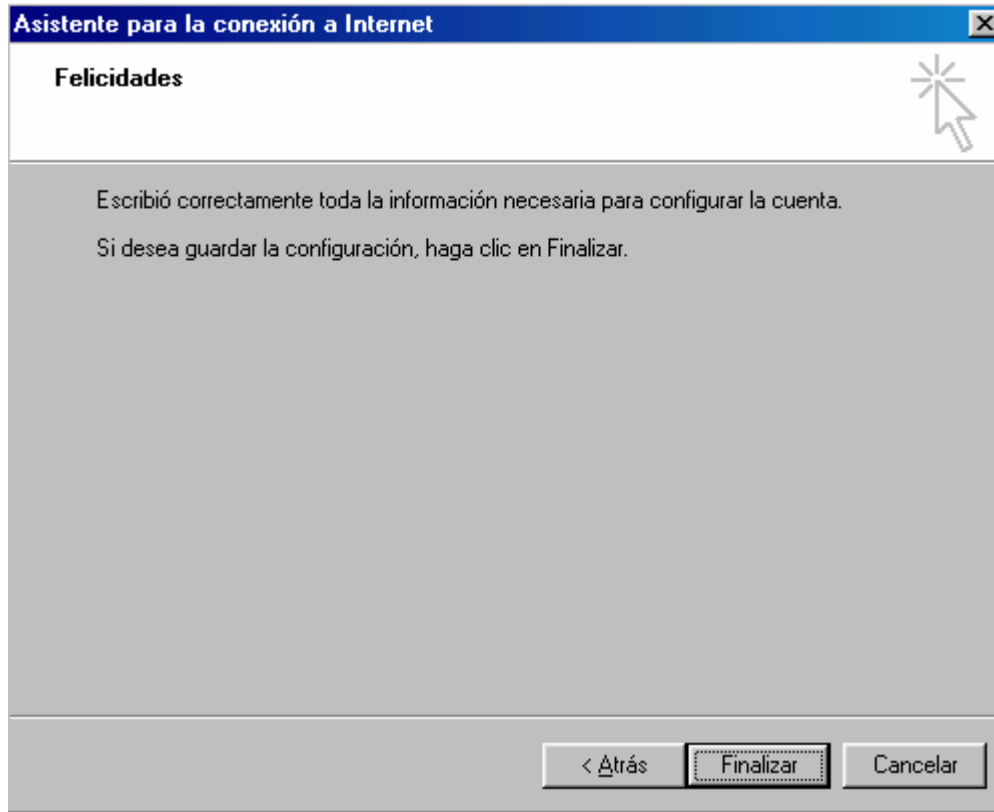 Asistente para la conexión a Internet
Felicidades
Escribió correctamente toda la información necesaria para configurar la cuenta.
Si desea guardar la configuración, haga clic en Finalizar.
< Atrás
Finalizar
Cancelar